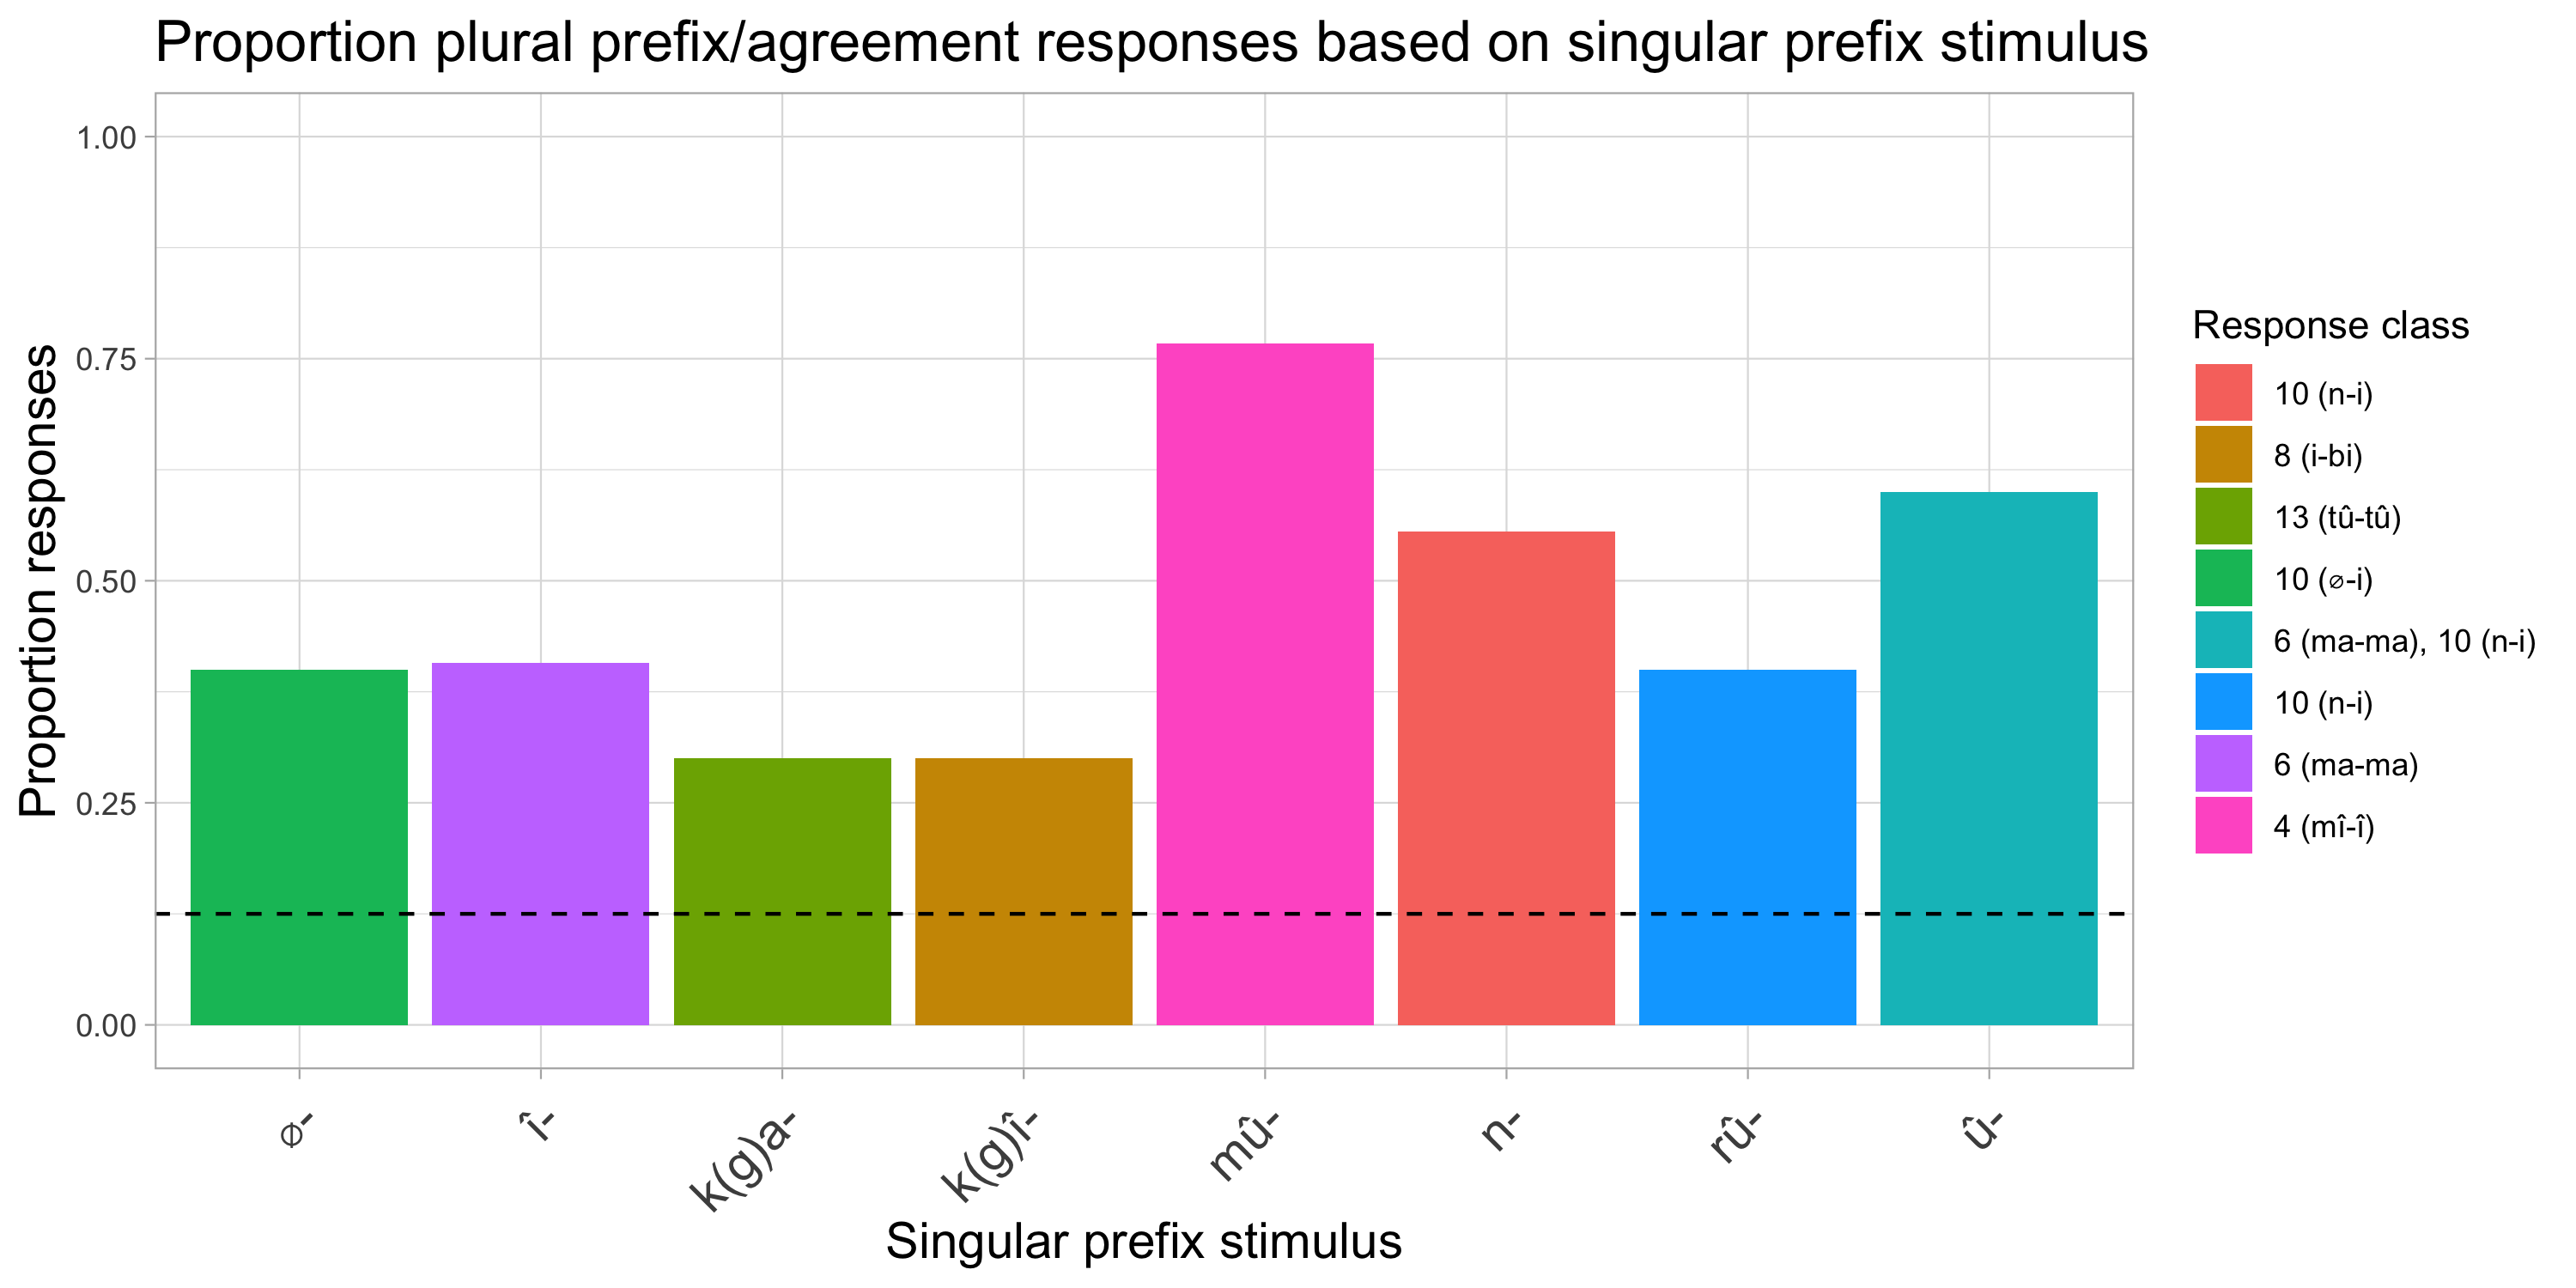 Proportion plural prefix/agreement responses based on singular prefix stimulus
Proportion responses
1.00
0.75
0.50
0.25
0.00
∅-
î-
k(g)a-
k(g)î-
mû-
n-
rû-
û-
Singular prefix stimulus
Response class
10 (n-i)
8 (i-bi)
13 (tû-tû)
10 (∅-i)
6 (ma-ma), 10 (n-i)
10 (n-i)
6 (ma-ma)
4 (mî-î)